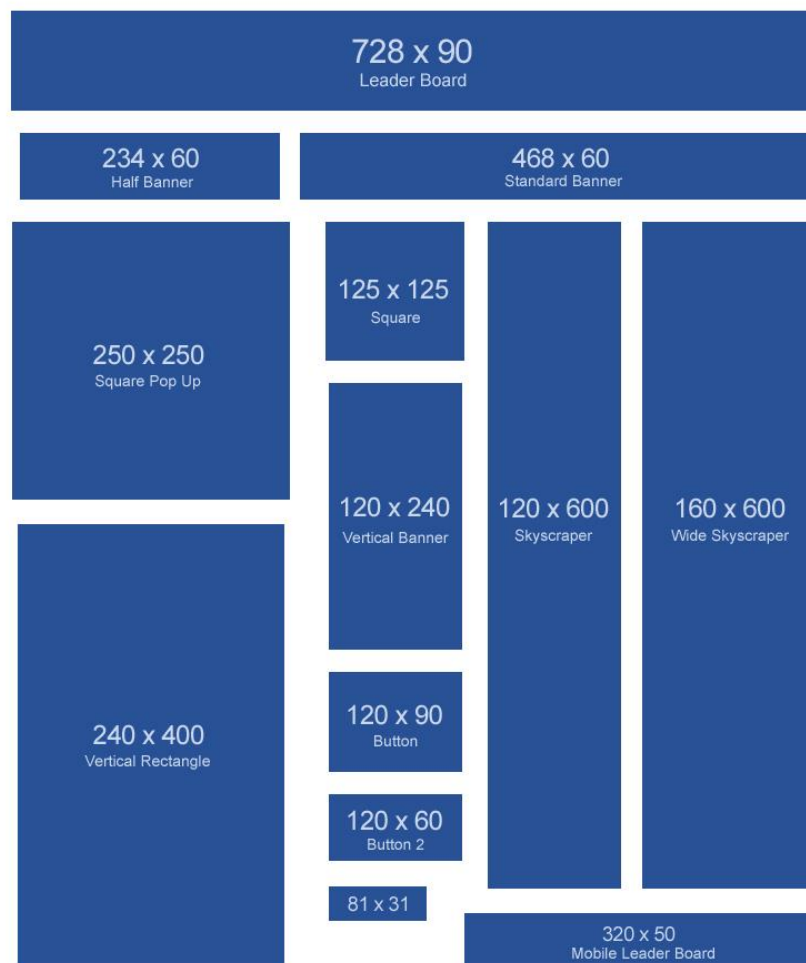 728 x 90
Leader Board
234 x 60
Half Banner
468 x 60
Standard Banner
250 x 250
Square Pop Up
125 x 125
Square
120 x 240
Vertical Banner
120 x 600
Skyscraper
160 x 600
Wide Skyscraper
240 x 400
Vertical Rectangle
120 x 90
Button
120 x 60
Button 2
81 x 31
320 x 50
Mobile Leader Board